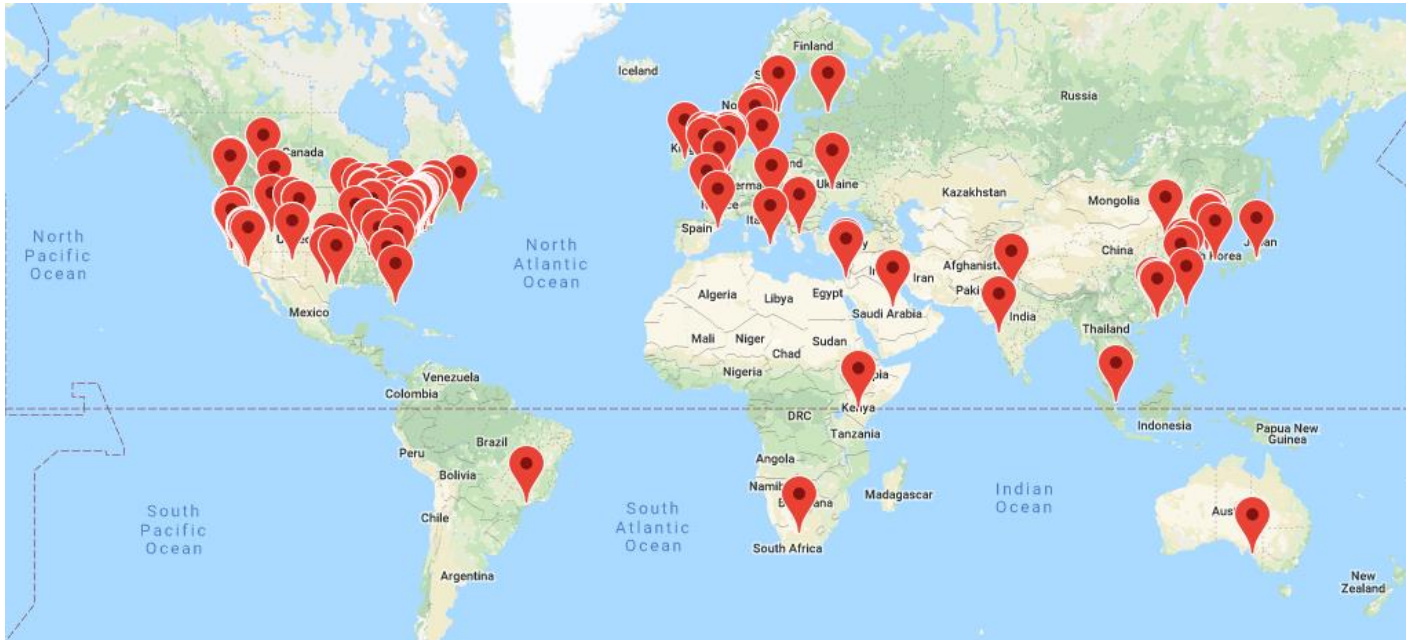 Finland
Iceland
Russia
Canada
Ukraine
Kazakhstan
Mongolia
Spain
North
Pacific
Ocean
North
Atlantic
Ocean
China
Afghanistan
Iran
Algeria
Libya
Egypt
Saudi Arabia
India
Mexico
Mali
Niger
Chad
Sudan
Thailand
Nigeria
Venezuela
Colombia
DRC
Kenya
Tanzania
Indonesia
Papua New
Guinea
Brazil
Peru
Bolivia
Angola
Madagascar
Indian
Ocean
South
Pacific
Ocean
South
Atlantic
Ocean
Chile
South Africa
Argentina
New
Zealand